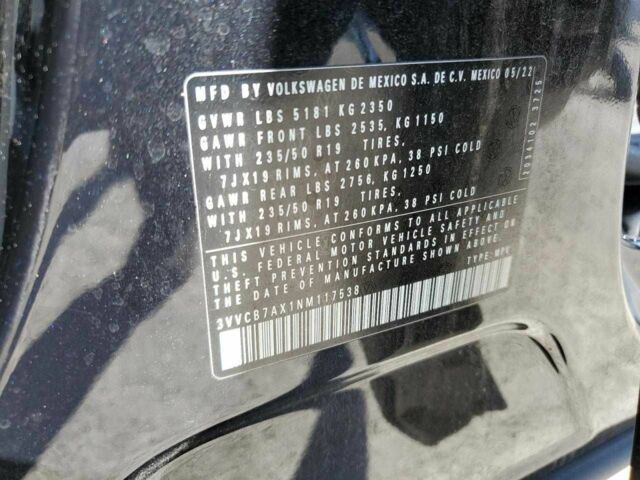 MFD BY VOLKSWAGEN DE MEXICO S.A. DE C.V. MEXICO 05/22
GVWR LBS 5181 KG 2350
GAWR FRONT LBS 2535, KG 1150
WITH 235/50 R19 TIRES,
7JX19 RIMS, AT 260 KPA, 38 PSI COLD
GAWR REAR LBS 2756, KG 1250
WITH 235/50 R19 TIRES,
7JX19 RIMS, AT 260 KPA, 38 PSI COLD
THIS VEHICLE CONFORMS TO ALL APPLICABLE
U.S. FEDERAL MOTOR VEHICLE SAFETY AND
THEFT PREVENTION STANDARDS IN EFFECT ON
THE DATE OF MANUFACTURE SHOWN ABOVE.
TYPE: MPV
3VVCB7AX1NM117538